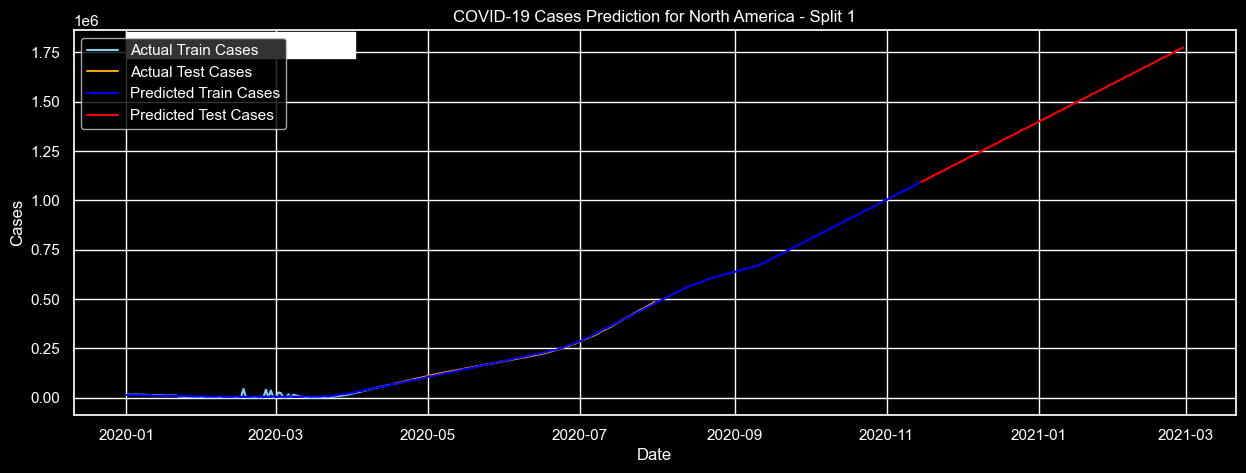 COVID-19 Cases Prediction for North America - Split 1
1e6
Actual Train Cases
Actual Test Cases
Predicted Train Cases
Predicted Test Cases
1.75
1.50
1.25
1.00
0.75
0.50
0.25
0.00
Cases
2020-01 2020-03 2020-05 2020-07 2020-09 2020-11 2021-01 2021-03
Date